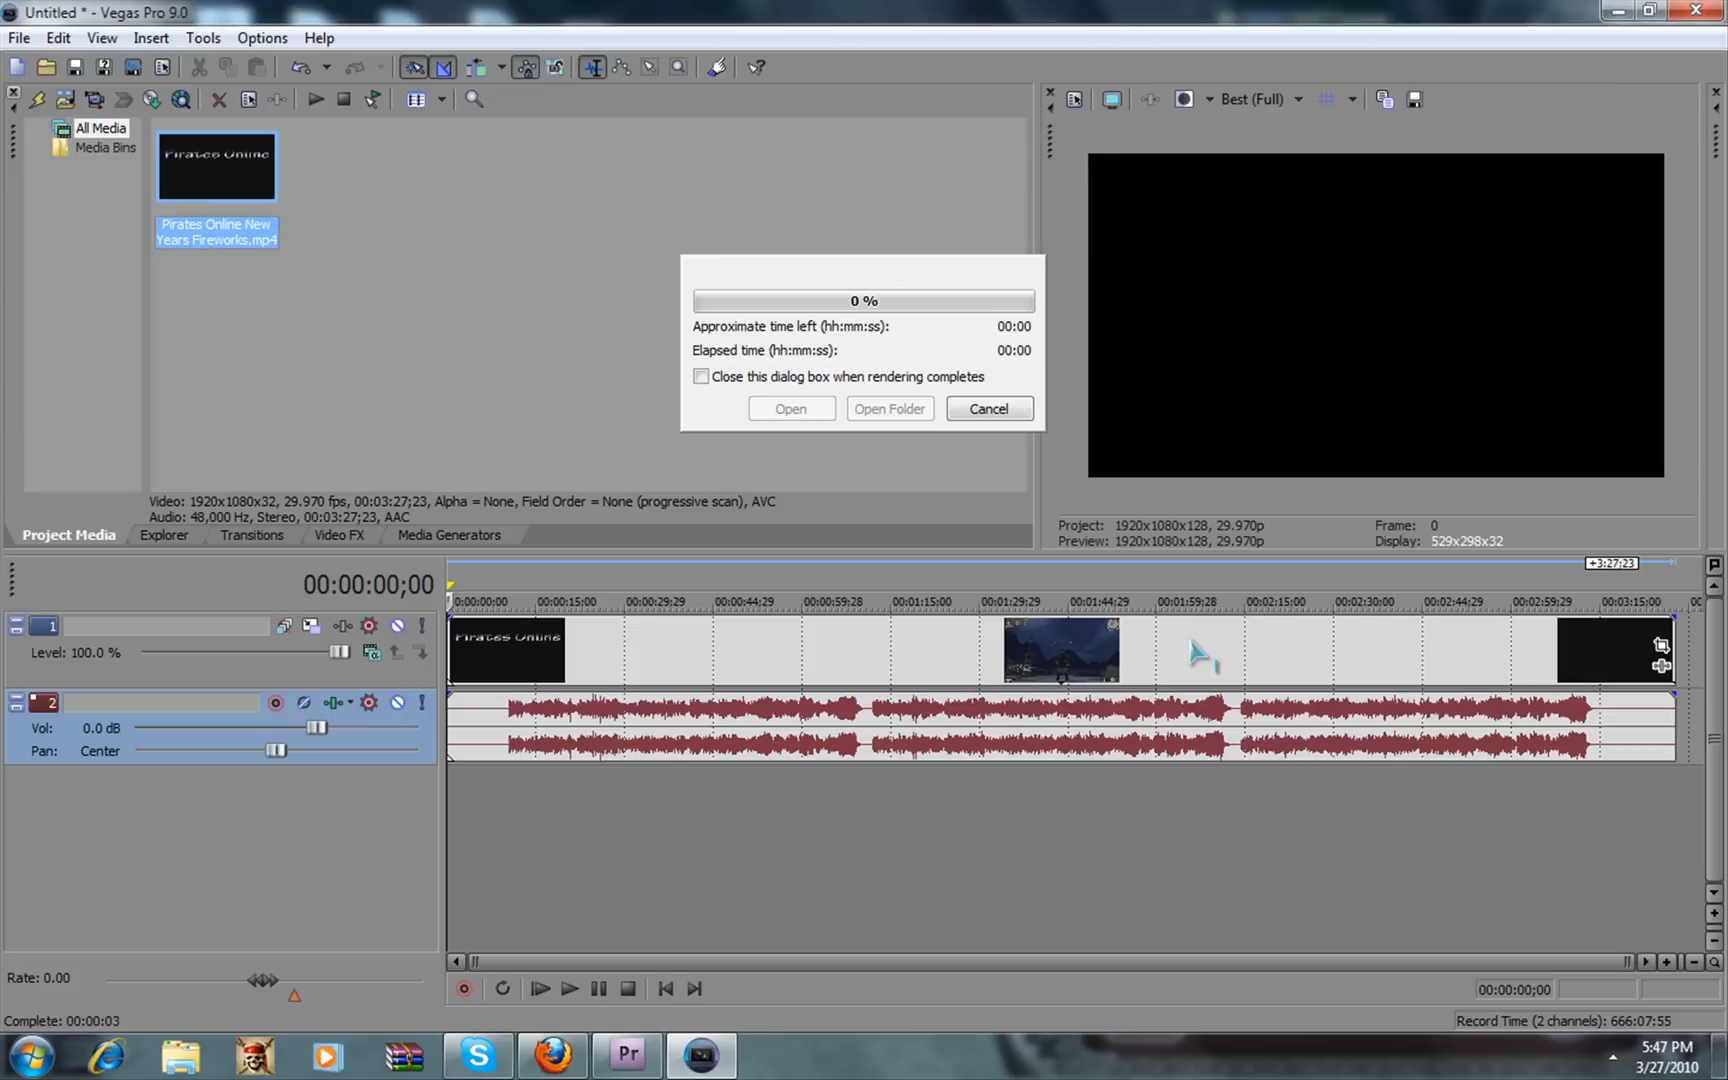 Untitled * - Vegas Pro 9.0
File Edit View Insert Tools Options Help
All Media
Media Bins
Pirates Online
Pirates Online New
Years Fireworks.mp4
Best (Full)
0 %
Approximate time left (hh:mm:ss): 00:00
Elapsed time (hh:mm:ss): 00:00
Close this dialog box when rendering completes
Open Open Folder Cancel
Video: 1920x1080x32, 29.970 fps, 00:03:27;23, Alpha = None, Field Order = None (progressive scan), AVC
Audio: 48,000 Hz, Stereo, 00:03:27;23, AAC
Project Media Explorer Transitions Video FX Media Generators
Project: 1920x1080x128, 29.970p Frame: 0
Preview: 1920x1080x128, 29.970p Display: 529x298x32
+3:27:23
00:00:00;00
0:00:00;00 00:00:15:00 00:00:29;29 00:00:44;29 00:00:59:28 00:01:15:00 00:01:29;29 00:01:44;29 00:01:59:28 00:02:15:00 00:02:30:00 00:02:44;29 00:02:59;29 00:03:15:00
1
Level: 100.0 %
Pirates Online
2
Vol: 0.0 dB
Pan: Center
Rate: 0.00
00:00:00;00
Complete: 00:00:03
Record Time (2 channels): 666:07:55
Pr
5:47 PM
3/27/2010